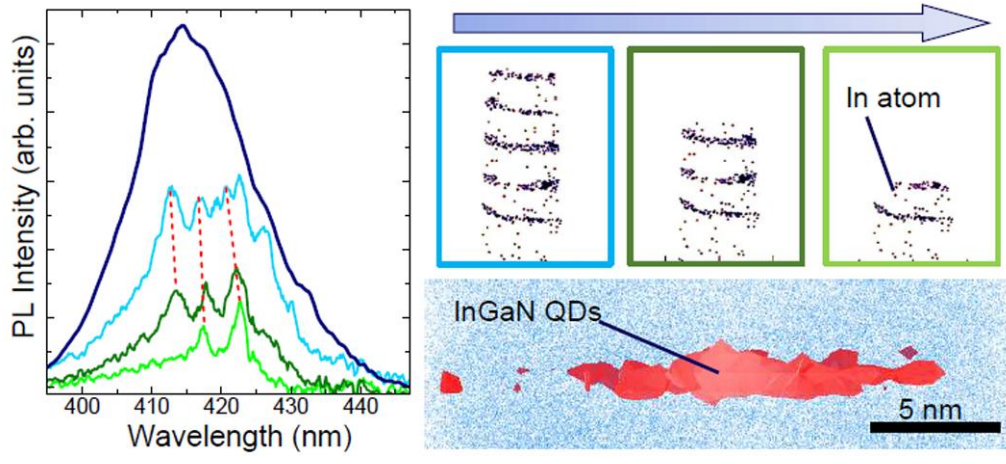 PL Intensity (arb. units)
400 410 420 430 440
Wavelength (nm)
In atom
InGaN QDs
5 nm